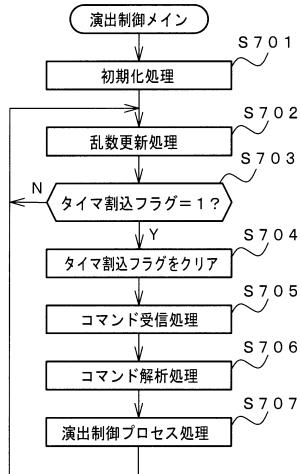 演出制御メイン
S701
初期化処理
S702
乱数更新処理
S703
N
タイマ割込フラグ=1?
Y
S704
タイマ割込フラグをクリア
S705
コマンド受信処理
S706
コマンド解析処理
S707
演出制御プロセス処理